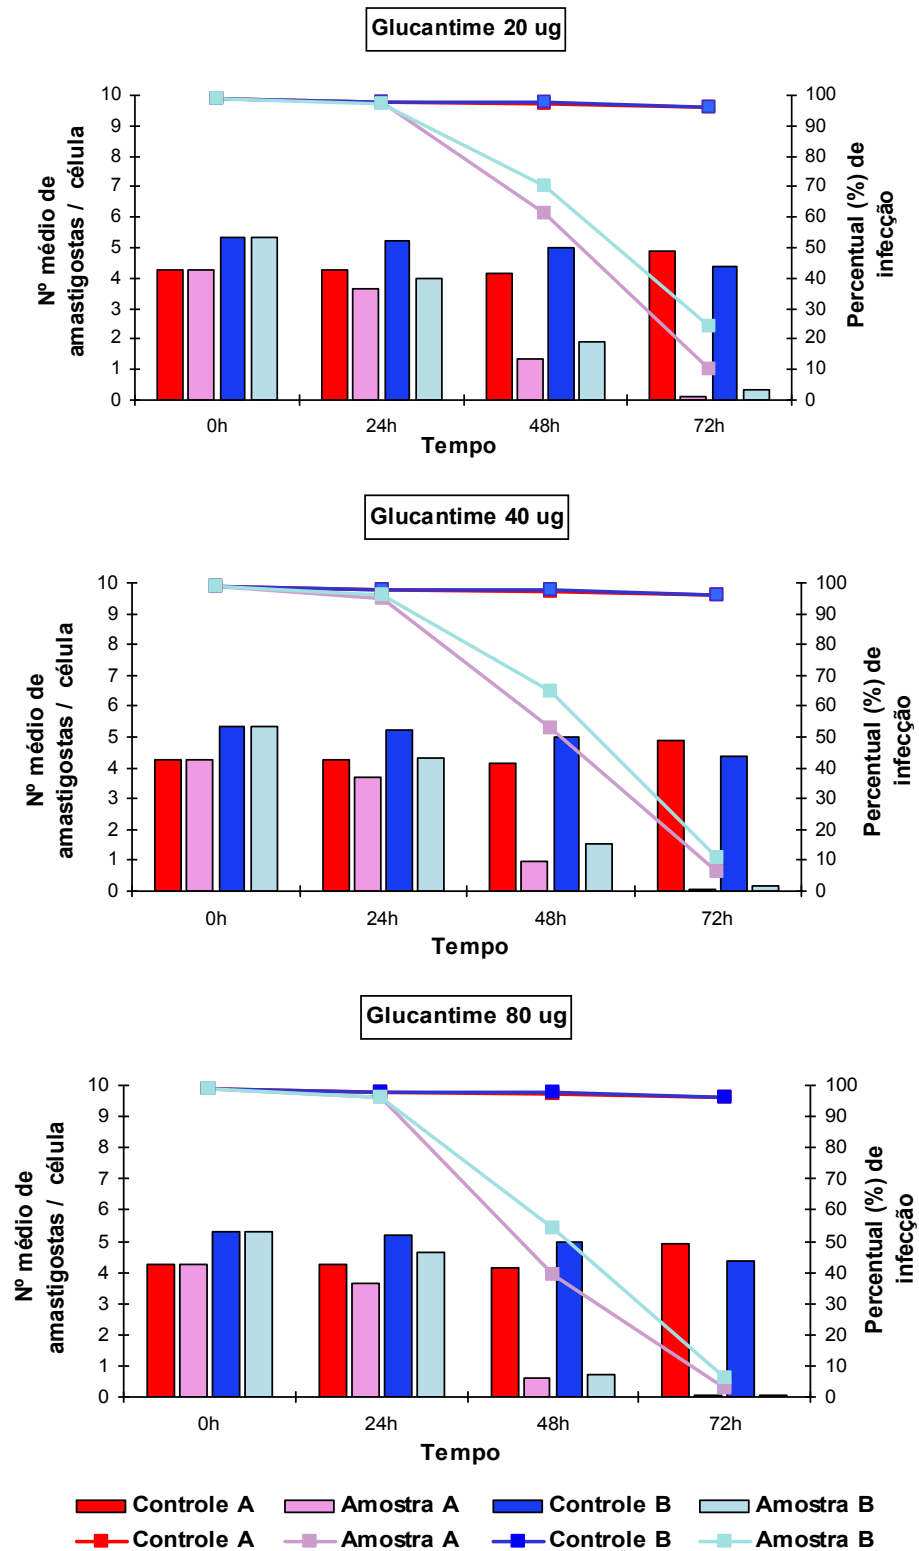 Glucantime 20 ug
Nº médio de
amastigostas / célula
10
9
8
7
6
5
4
3
2
1
0
100
90
80
70
60
50
40
30
20
10
0
Percentual (%) de
infecção
0h 24h 48h 72h
Tempo
Glucantime 40 ug
Nº médio de
amastigostas / célula
10
9
8
7
6
5
4
3
2
1
0
100
90
80
70
60
50
40
30
20
10
0
Percentual (%) de
infecção
0h 24h 48h 72h
Tempo
Glucantime 80 ug
Nº médio de
amastigostas / célula
10
9
8
7
6
5
4
3
2
1
0
100
90
80
70
60
50
40
30
20
10
0
Percentual (%) de
infecção
0h 24h 48h 72h
Tempo
Controle A Amostra A Controle B Amostra B
Controle A Amostra A Controle B Amostra B